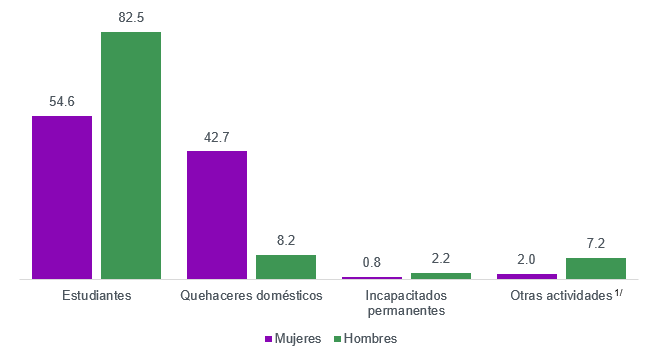 82.5
54.6
42.7
8.2
0.8
2.2
2.0
7.2
Estudiantes
Quehaceres domésticos
Incapacitados
permanentes
Otras actividades 1/
Mujeres
Hombres